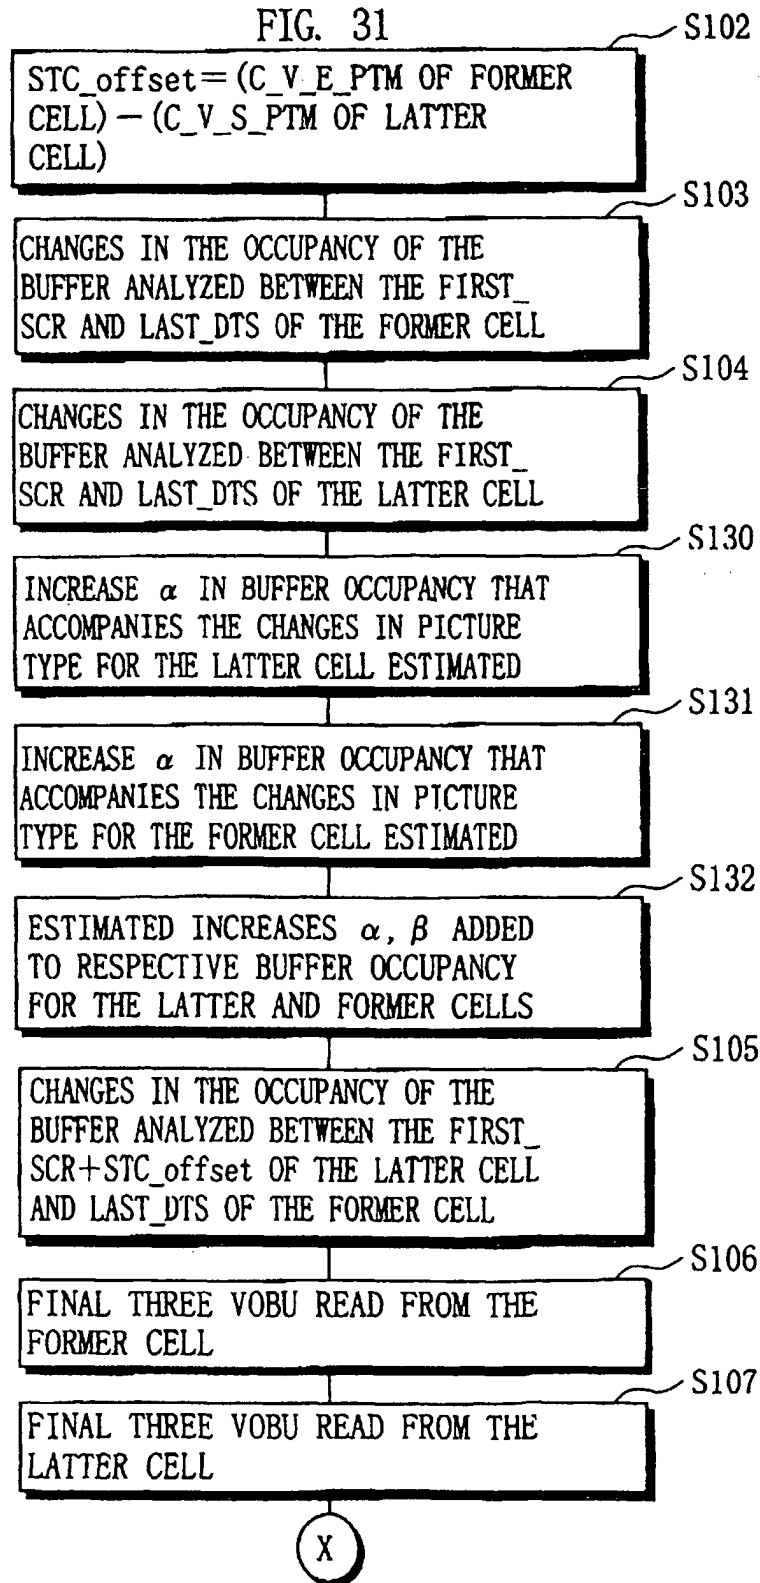 FIG. 31
S102
STC_offset=(C_V_E_PTM OF FORMER
CELL)—(C_V_S_PTM OF LATTER
CELL)
S103
CHANGES IN THE OCCUPANCY OF THE
BUFFER ANALYZED BETWEEN THE FIRST_
SCR AND LAST_DTS OF THE FORMER CELL
S104
CHANGES IN THE OCCUPANCY OF THE
BUFFER ANALYZED BETWEEN THE FIRST_
SCR AND LAST_DTS OF THE LATTER CELL
S130
INCREASE α IN BUFFER OCCUPANCY THAT
ACCOMPANIES THE CHANGES IN PICTURE
TYPE FOR THE LATTER CELL ESTIMATED
S131
INCREASE α IN BUFFER OCCUPANCY THAT
ACCOMPANIES THE CHANGES IN PICTURE
TYPE FOR THE FORMER CELL ESTIMATED
S132
ESTIMATED INCREASES α, β ADDED
TO RESPECTIVE BUFFER OCCUPANCY
FOR THE LATTER AND FORMER CELLS
S105
CHANGES IN THE OCCUPANCY OF THE
BUFFER ANALYZED BETWEEN THE FIRST_
SCR+STC_offset OF THE LATTER CELL
AND LAST_DTS OF THE FORMER CELL
S106
FINAL THREE VOBU READ FROM THE
FORMER CELL
S107
FINAL THREE VOBU READ FROM THE
LATTER CELL
X